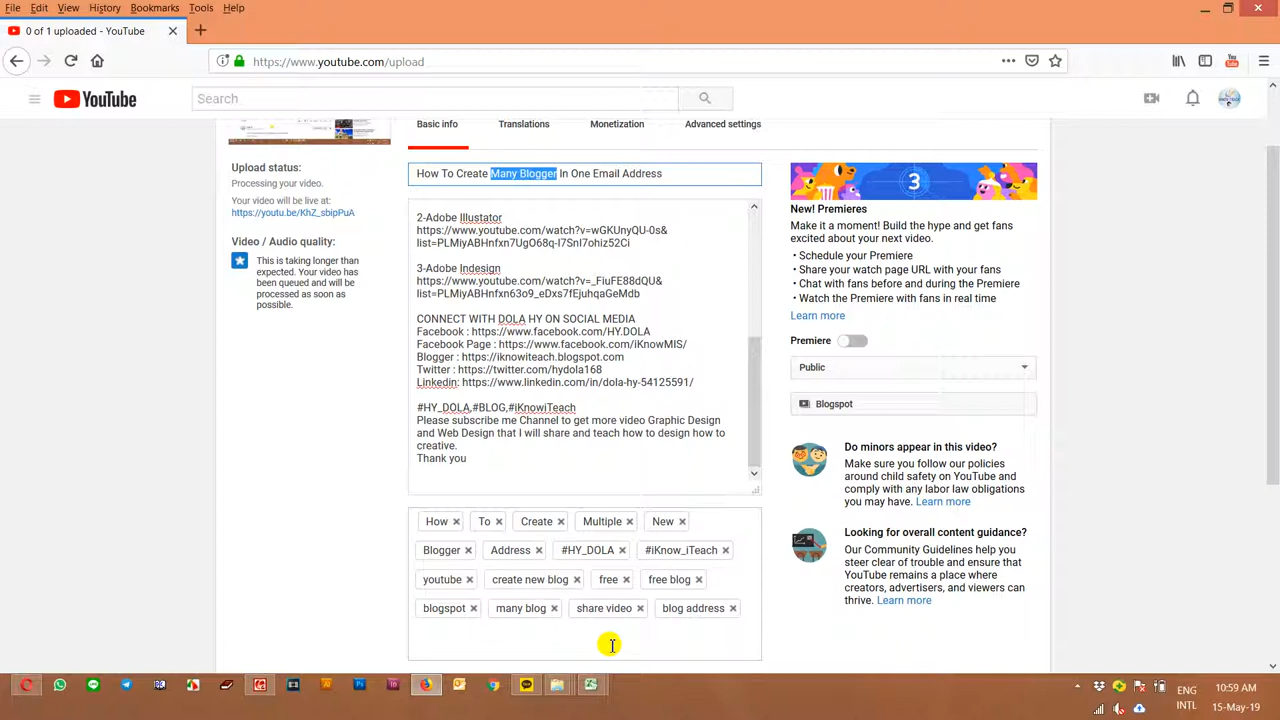 File Edit View History Bookmarks Tools Help
0 of 1 uploaded - YouTube
https://www.youtube.com/upload
YouTube
Search
Basic info Translations Monetization Advanced settings
Upload status:
Processing your video.
Your video will be live at:
https://youtu.be/KhZ_sbipPuA
Video / Audio quality:
This is taking longer than
expected. Your video has
been queued and will be
processed as soon as
possible.
How To Create Many Blogger In One Email Address
2-Adobe Illustator
https://www.youtube.com/watch?v=wGKUnyQU-0s&
list=PLMiyABHnfxn7UgO68q-I7SnI7ohiz52Ci
3-Adobe Indesign
https://www.youtube.com/watch?v=_FiuFE88dQU&
list=PLMiyABHnfxn63o9_eDxs7fEjuhqaGeMdb
CONNECT WITH DOLA HY ON SOCIAL MEDIA
Facebook : https://www.facebook.com/HY.DOLA
Facebook Page : https://www.facebook.com/iKnowMIS/
Blogger : https://iknowiteach.blogspot.com
Twitter : https://twitter.com/hydola168
Linkedin: https://www.linkedin.com/in/dola-hy-54125591/
#HY_DOLA,#BLOG,#iKnowiTeach
Please subscribe me Channel to get more video Graphic Design
and Web Design that I will share and teach how to design how to
creative.
Thank you
How To Create Multiple New
Blogger Address #HY_DOLA #iKnow_iTeach
youtube create new blog free free blog
blogspot many blog share video blog address
3
New! Premieres
Make it a moment! Build the hype and get fans
excited about your next video.
• Schedule your Premiere
• Share your watch page URL with your fans
• Chat with fans before and during the Premiere
• Watch the Premiere with fans in real time
Learn more
Premiere
Public
Blogspot
Do minors appear in this video?
Make sure you follow our policies
around child safety on YouTube and
comply with any labor law obligations
you may have. Learn more
Looking for overall content guidance?
Our Community Guidelines help you
steer clear of trouble and ensure that
YouTube remains a place where
creators, advertisers, and viewers can
thrive. Learn more
ENG
INTL
10:59 AM
15-May-19